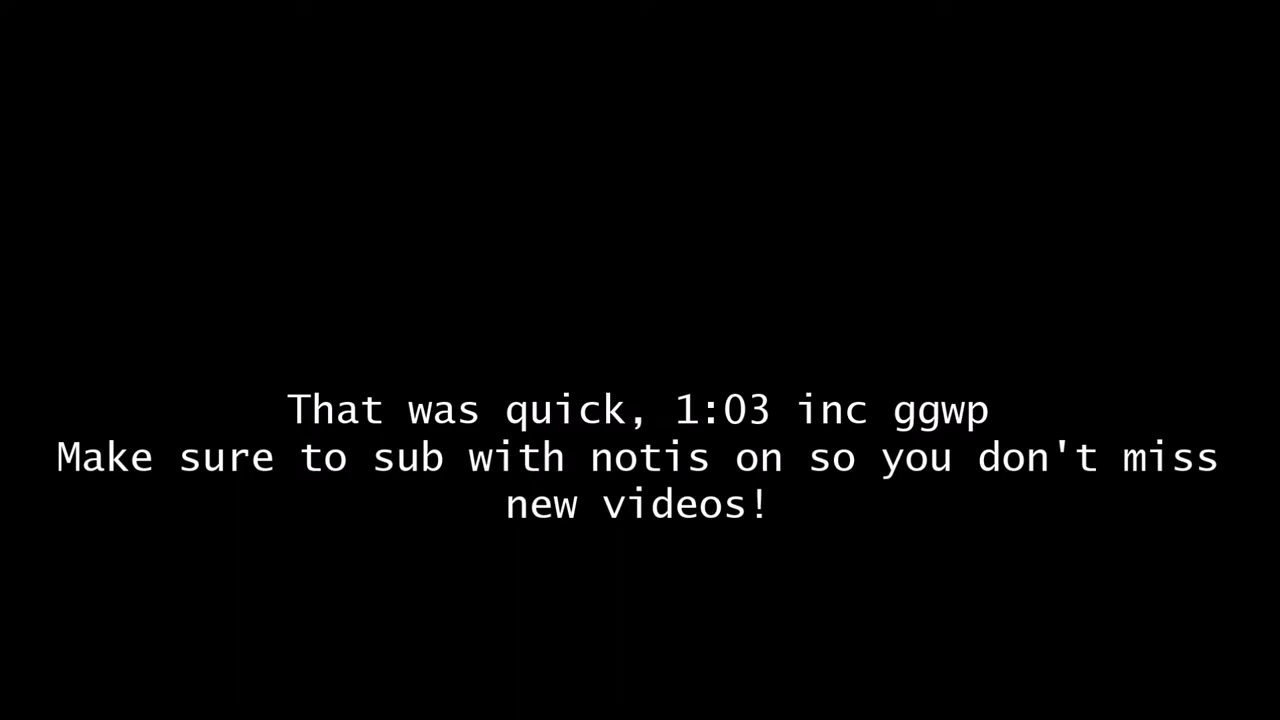 That was quick, 1:03 inc ggwp
Make sure to sub with notis on so you don't miss
new videos!